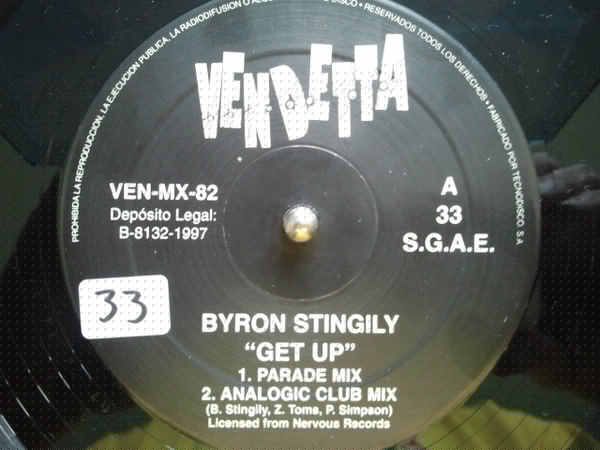 PROHIBIDA LA REPRODUCCION, LA EJECUCION PUBLICA, LA RADIODIFUSION O
DISCO • RESERVADOS TODOS LOS DERECHOS • FABRICADO POR TECNODISCO S A
VENDETTA
VEN-MX-82
Depósito Legal:
B-8132-1997
A
33
S.G.A.E.
33
BYRON STINGILY
“GET UP”
1. PARADE MIX
2. ANALOGIC CLUB MIX
(B. Stingily, Z. Toms, P. Simpson)
Licensed from Nervous Records